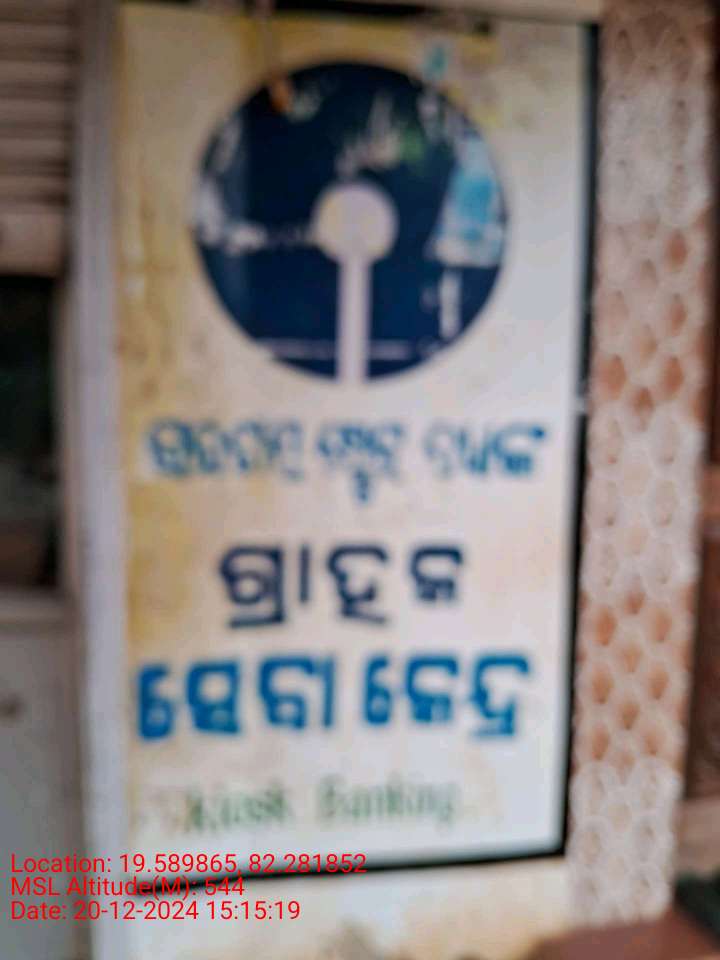 ଗ୍ରାହକ
ସେବା କେନ୍ଦ୍ର
Kiosk Banking
Location: 19.589865, 82.281852
MSL Altitude(M): 544
Date: 20-12-2024 15:15:19